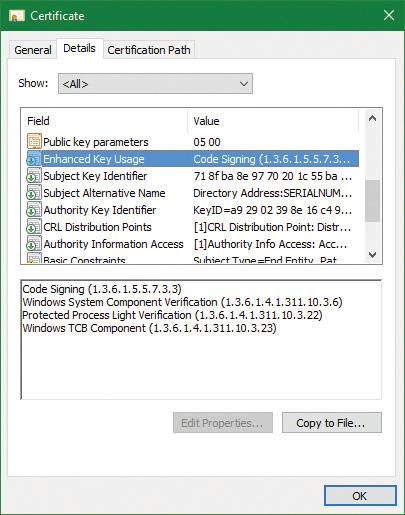 Certificate
General Details Certification Path
Show: <All>
Field Value
Public key parameters 05 00
Enhanced Key Usage Code Signing (1.3.6.1.5.5.7.3...
Subject Key Identifier 71 8f ba 8e 97 70 20 1c 55 ba ...
Subject Alternative Name Directory Address:SERIALNUM...
Authority Key Identifier KeyID=a9 29 02 39 8e 16 c4 9...
CRL Distribution Points [1]CRL Distribution Point: Distr...
Authority Information Access [1]Authority Info Access: Acc...
Basic Constraints Subject Type=End Entity, Pat...
Code Signing (1.3.6.1.5.5.7.3.3)
Windows System Component Verification (1.3.6.1.4.1.311.10.3.6)
Protected Process Light Verification (1.3.6.1.4.1.311.10.3.22)
Windows TCB Component (1.3.6.1.4.1.311.10.3.23)
Edit Properties... Copy to File...
OK